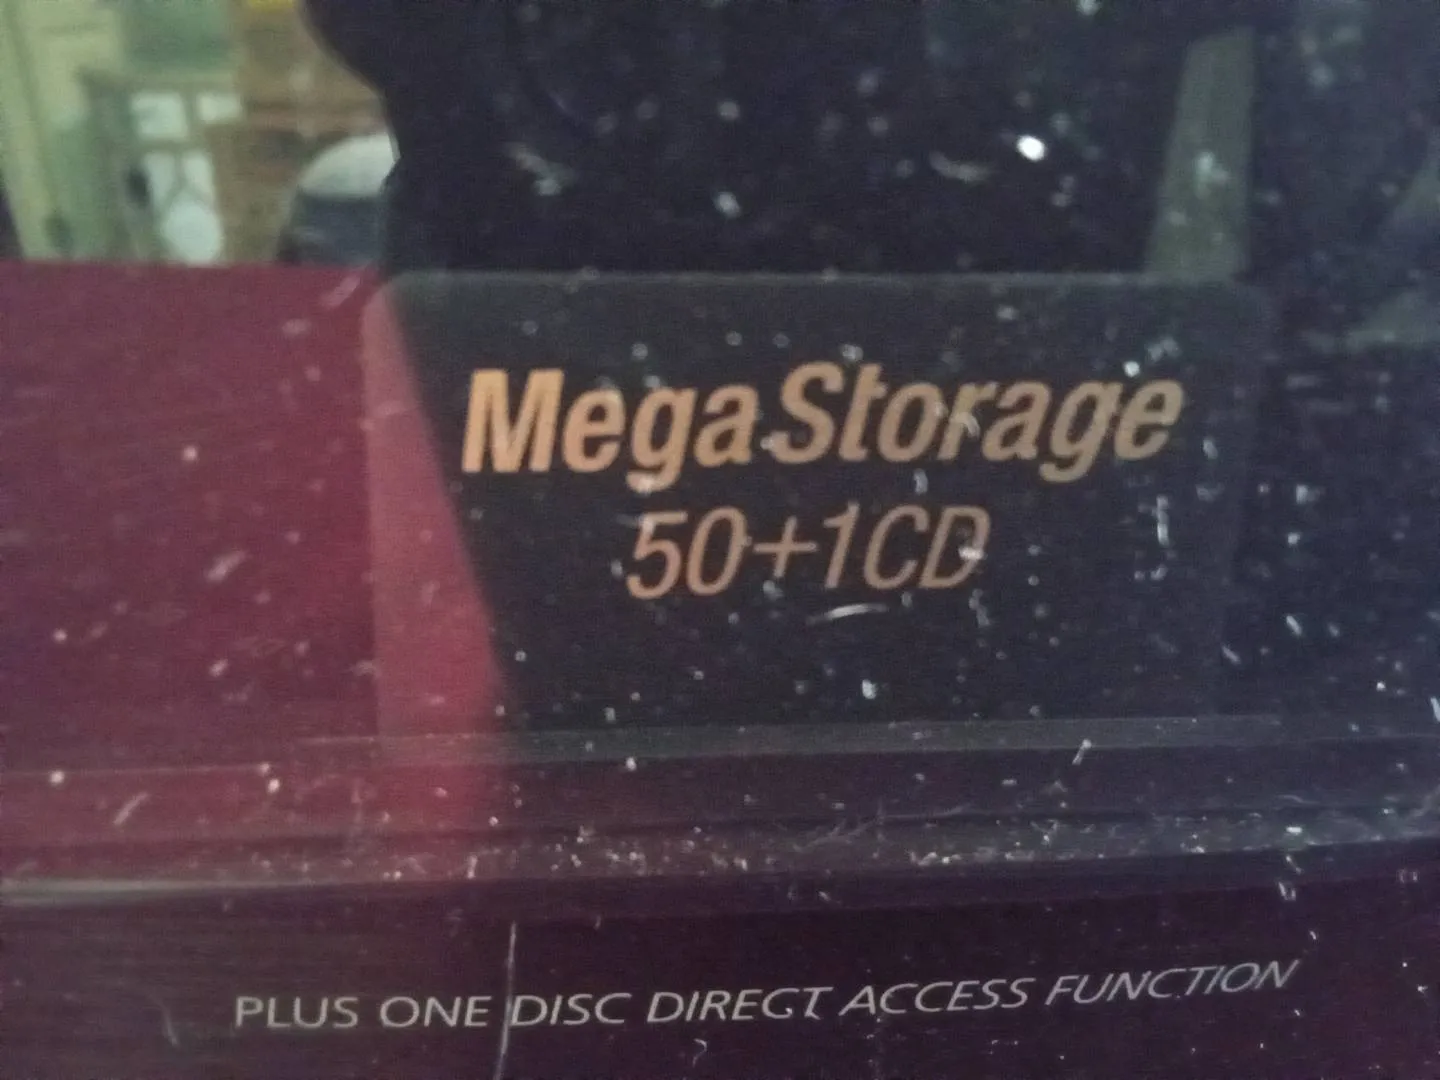 MegaStorage
50+1CD
PLUS ONE DISC DIRECT ACCESS FUNCTION